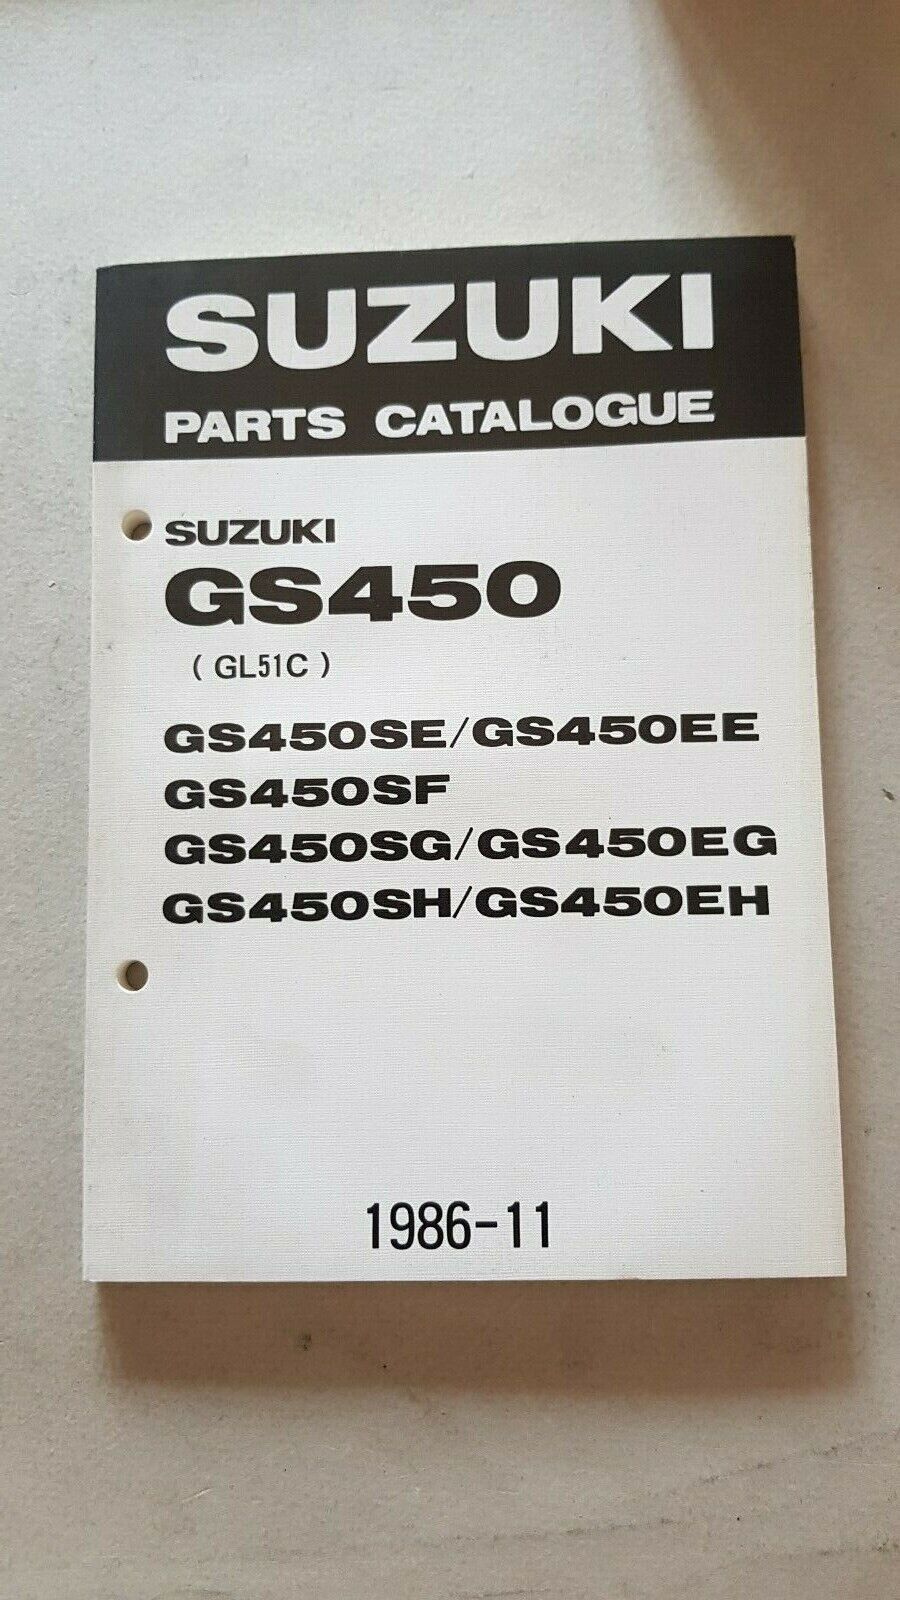 SUZUKI
PARTS CATALOGUE
SUZUKI
GS450
( GL51C )
GS450SE/GS450EE
GS450SF
GS450SG/GS450EG
GS450SH/GS450EH
1986-11